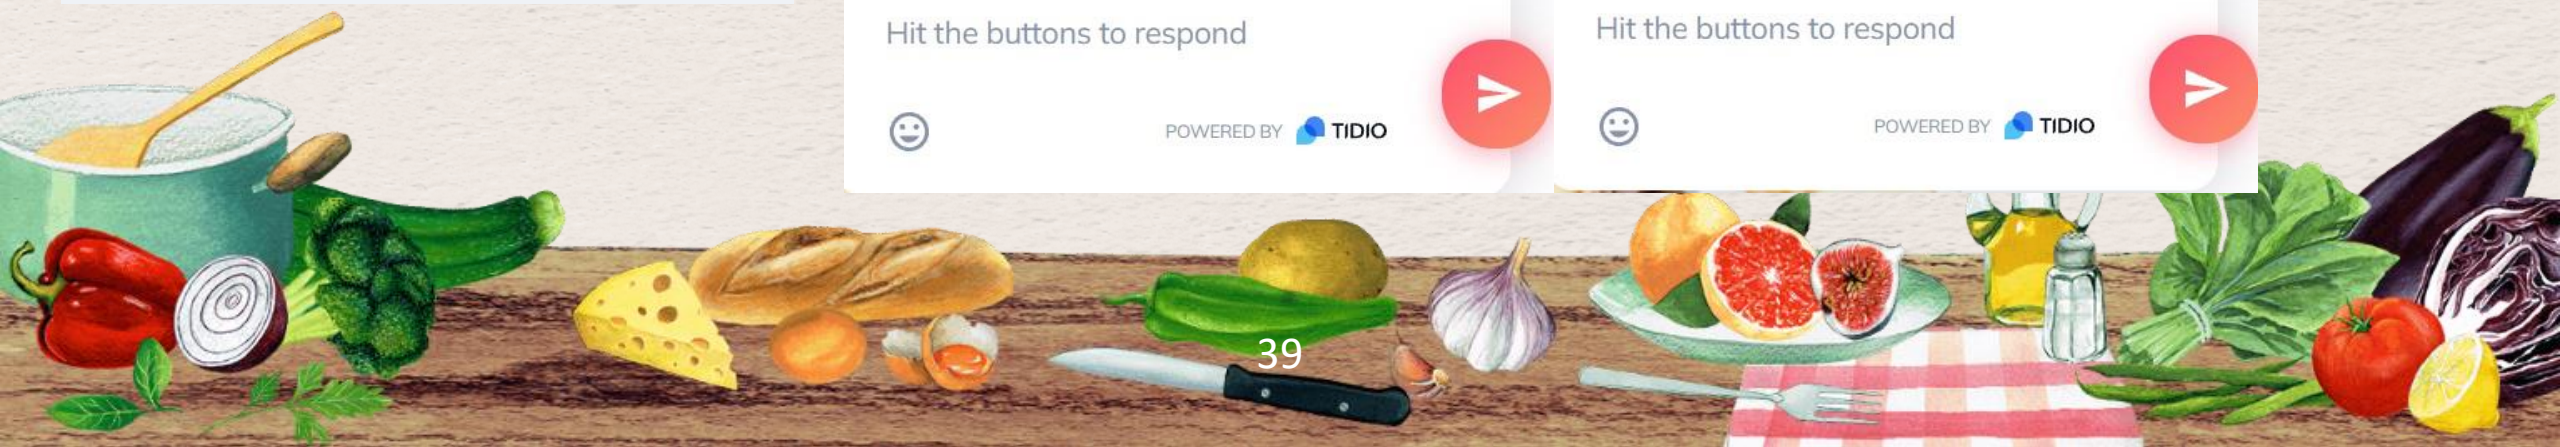 Hit the buttons to respond
POWERED BY TIDIO
Hit the buttons to respond
POWERED BY TIDIO
39